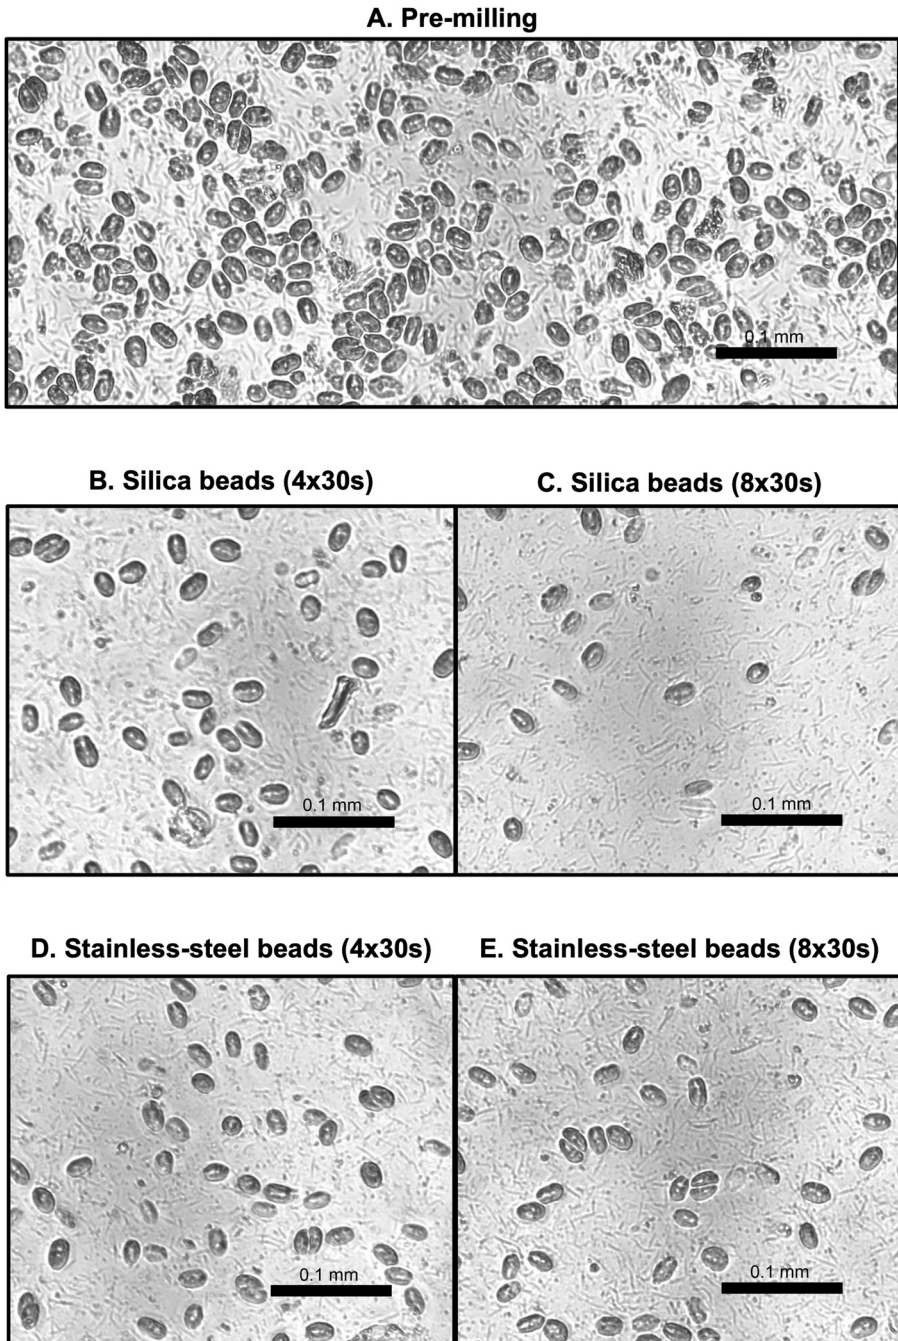 A. Pre-milling
0.1 mm
B. Silica beads (4x30s)
C. Silica beads (8x30s)
0.1 mm
0.1 mm
D. Stainless-steel beads (4x30s)
E. Stainless-steel beads (8x30s)
0.1 mm
0.1 mm